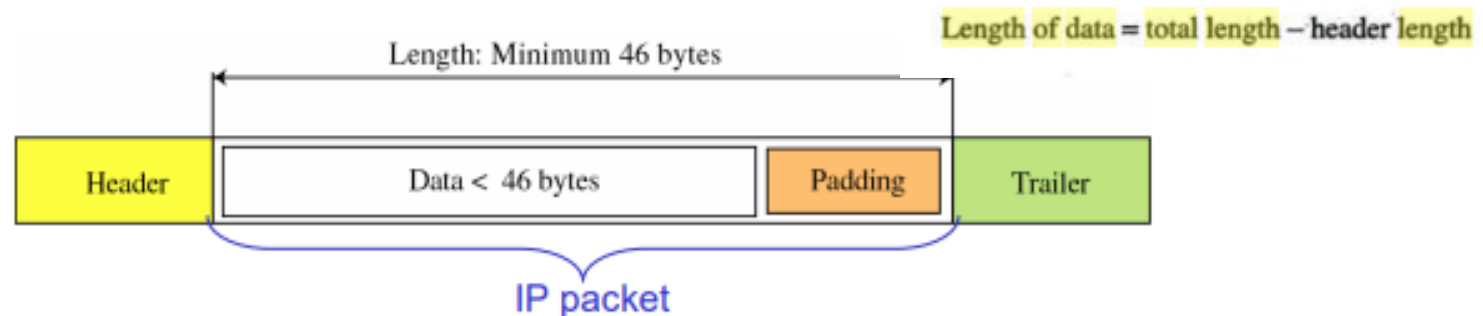 Length of data = total length – header length
Length: Minimum 46 bytes
Header
Data < 46 bytes
Padding
Trailer
IP packet